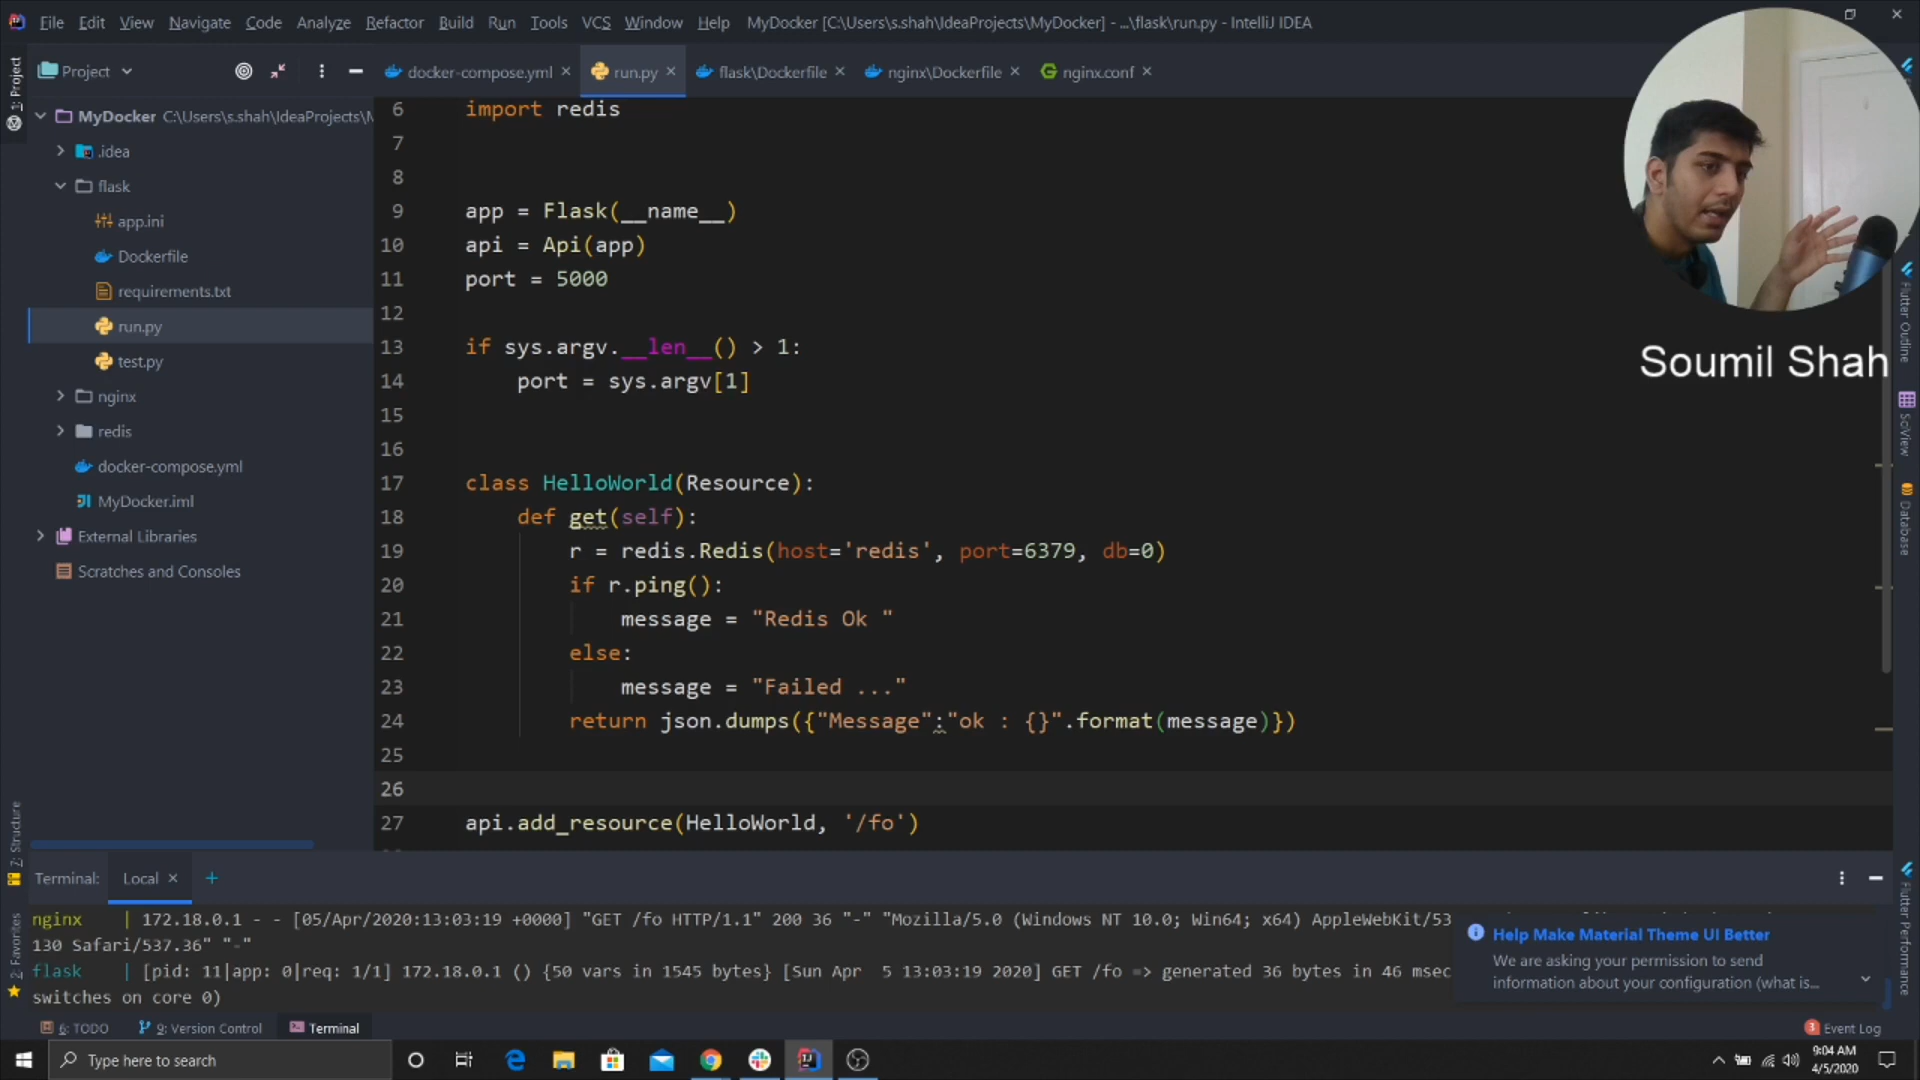 File Edit View Navigate Code Analyze Refactor Build Run Tools VCS Window Help MyDocker [C:\Users\s.shah\IdeaProjects\MyDocker] - ...\flask\run.py - IntelliJ IDEA
Project
docker-compose.yml run.py flask\Dockerfile nginx\Dockerfile nginx.conf
1: Project
MyDocker C:\Users\s.shah\IdeaProjects\
.idea
flask
app.ini
Dockerfile
requirements.txt
run.py
test.py
nginx
redis
docker-compose.yml
MyDocker.iml
External Libraries
Scratches and Consoles
6 import redis
7
8
9 app = Flask(__name__)
10 api = Api(app)
11 port = 5000
12
13 if sys.argv.__len__() > 1:
14 port = sys.argv[1]
15
16
17 class HelloWorld(Resource):
18 def get(self):
19 r = redis.Redis(host='redis', port=6379, db=0)
20 if r.ping():
21 message = "Redis Ok "
22 else:
23 message = "Failed ..."
24 return json.dumps({"Message":"ok : {}".format(message)})
25
26
27 api.add_resource(HelloWorld, '/fo')
Soumil Shah
Flutter Outline
SciView
Database
Flutter Performance
7: Structure
2: Favorites
Terminal: Local
nginx | 172.18.0.1 - - [05/Apr/2020:13:03:19 +0000] "GET /fo HTTP/1.1" 200 36 "-" "Mozilla/5.0 (Windows NT 10.0; Win64; x64) AppleWebKit/53
130 Safari/537.36" "-"
flask | [pid: 11|app: 0|req: 1/1] 172.18.0.1 () {50 vars in 1545 bytes} [Sun Apr 5 13:03:19 2020] GET /fo => generated 36 bytes in 46 msec
switches on core 0)
Help Make Material Theme UI Better
We are asking your permission to send
information about your configuration (what is...
6: TODO 9: Version Control Terminal
3 Event Log
Type here to search
9:04 AM
4/5/2020